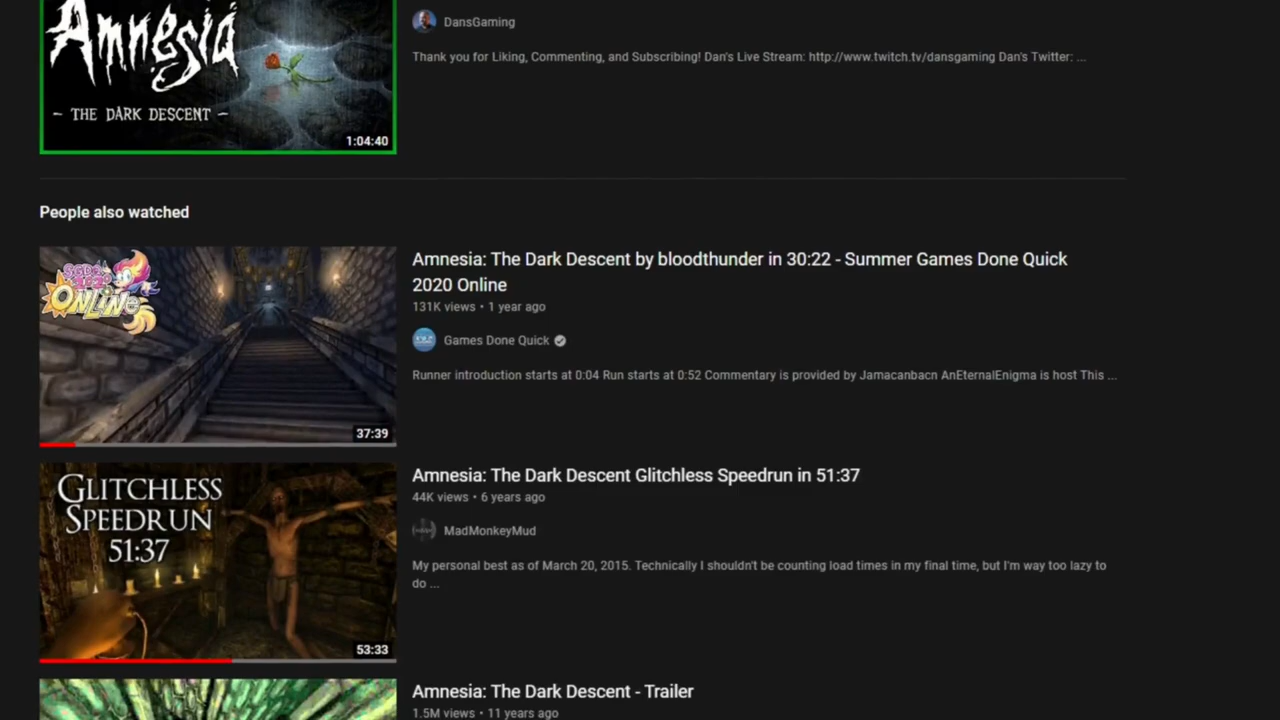 AMNESIA
DansGaming
Thank you for Liking, Commenting, and Subscribing! Dan's Live Stream: http://www.twitch.tv/dansgaming Dan's Twitter: ...
– THE DARK DESCENT –
1:04:40
People also watched
SGDQ
2020
ONLINE
37:39
Amnesia: The Dark Descent by bloodthunder in 30:22 - Summer Games Done Quick
2020 Online
131K views • 1 year ago
Games Done Quick
Runner introduction starts at 0:04 Run starts at 0:52 Commentary is provided by Jamacanbacn AnEternalEnigma is host This ...
GLITCHLESS
SPEEDRUN
51:37
53:33
Amnesia: The Dark Descent Glitchless Speedrun in 51:37
44K views • 6 years ago
MadMonkeyMud
My personal best as of March 20, 2015. Technically I shouldn't be counting load times in my final time, but I'm way too lazy to
do ...
Amnesia: The Dark Descent - Trailer
1.5M views • 11 years ago